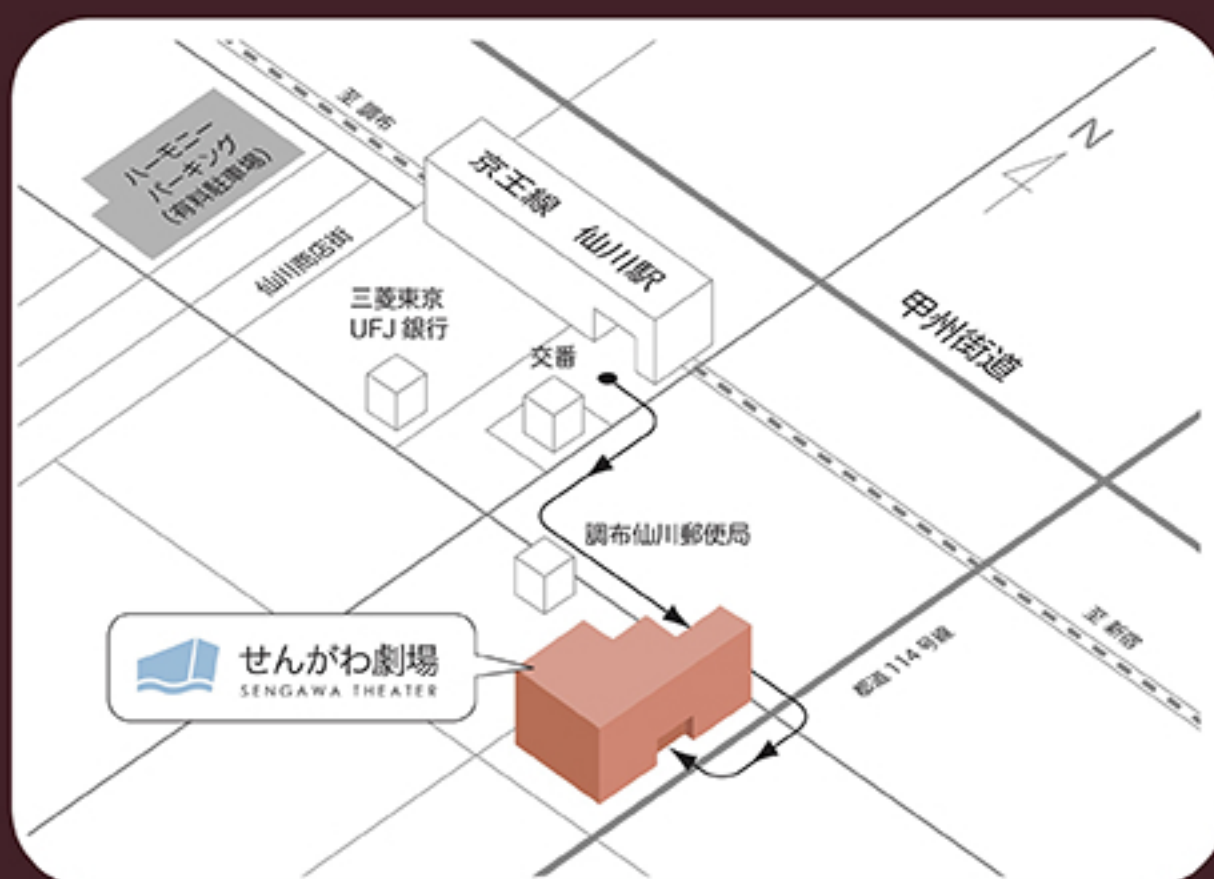 至 調布
N
ハーモニー
パーキング
(有料駐車場)
京王線 仙川駅
仙川商店街
三菱東京
UFJ 銀行
交番
甲州街道
調布仙川郵便局
至 新宿
都道 114 号線
せんがわ劇場
SENGAWA THEATER